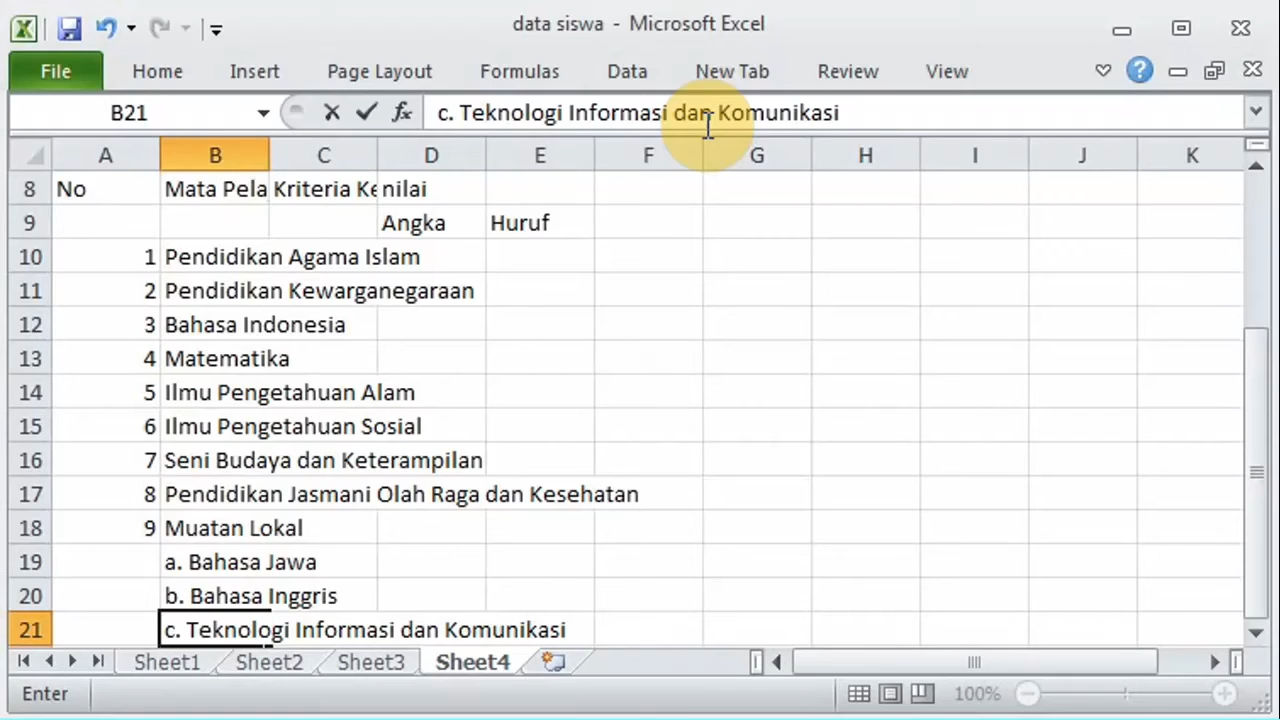 data siswa - Microsoft Excel
File Home Insert Page Layout Formulas Data New Tab Review View
B21 fx c. Teknologi Informasi dan Komunikasi
A B C D E F G H I J K
8 No Mata Pela Kriteria Ke nilai
9 Angka Huruf
10 1 Pendidikan Agama Islam
11 2 Pendidikan Kewarganegaraan
12 3 Bahasa Indonesia
13 4 Matematika
14 5 Ilmu Pengetahuan Alam
15 6 Ilmu Pengetahuan Sosial
16 7 Seni Budaya dan Keterampilan
17 8 Pendidikan Jasmani Olah Raga dan Kesehatan
18 9 Muatan Lokal
19 a. Bahasa Jawa
20 b. Bahasa Inggris
21 c. Teknologi Informasi dan Komunikasi
Sheet1 Sheet2 Sheet3 Sheet4
Enter 100%